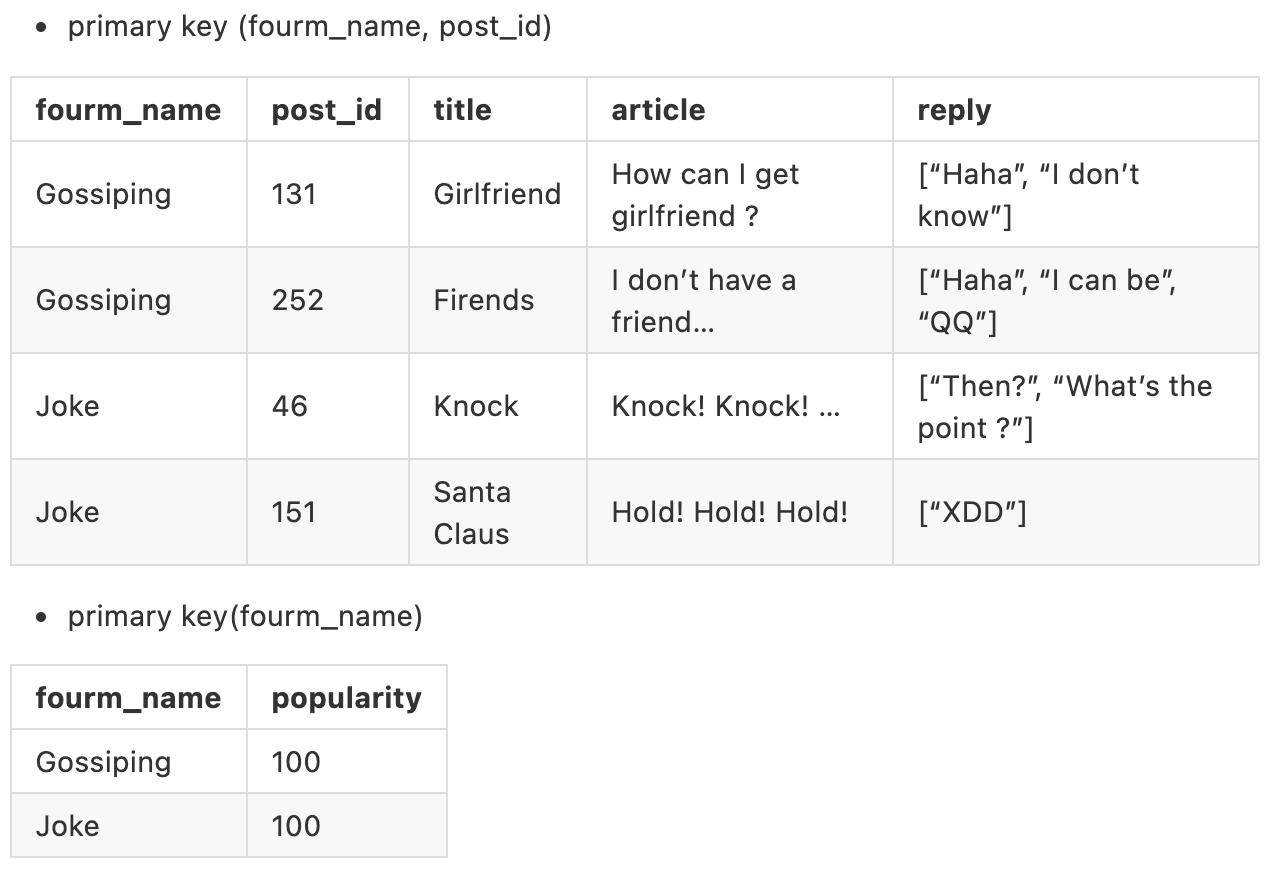 • primary key (fourm_name, post_id)
fourm_name post_id title article reply
Gossiping 131 Girlfriend How can I get girlfriend ? [“Haha”, “I don’t know”]
Gossiping 252 Firends I don’t have a friend... [“Haha”, “I can be”, “QQ”]
Joke 46 Knock Knock! Knock! ... [“Then?”, “What’s the point ?”]
Joke 151 Santa Claus Hold! Hold! Hold! [“XDD”]
• primary key(fourm_name)
fourm_name popularity
Gossiping 100
Joke 100